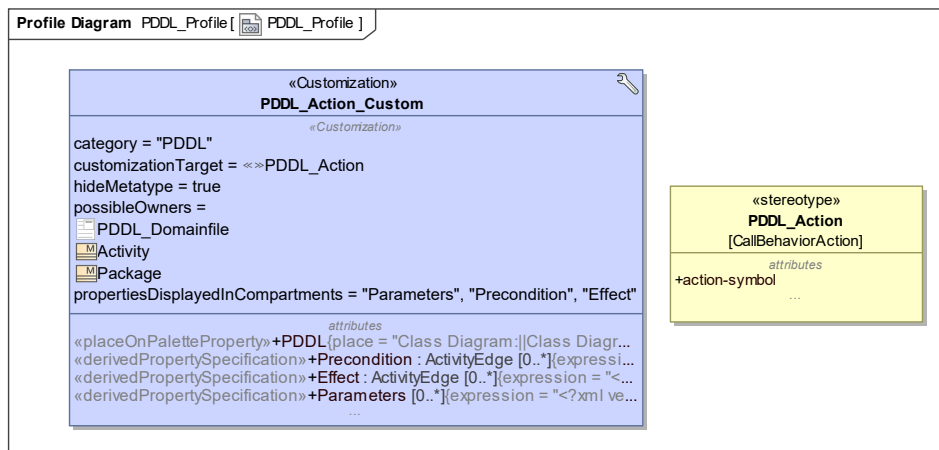 Profile Diagram PDDL_Profile[ PDDL_Profile ]
«Customization»
PDDL_Action_Custom
«Customization»
category = "PDDL"
customizationTarget = «»PDDL_Action
hideMetatype = true
possibleOwners =
PDDL_Domainfile
M Activity
M Package
propertiesDisplayedInCompartments = "Parameters", "Precondition", "Effect"
attributes
«placeOnPaletteProperty»+PDDL{place = "Class Diagram:||Class Diagr...
«derivedPropertySpecification»+Precondition : ActivityEdge [0..*]{expressi...
«derivedPropertySpecification»+Effect : ActivityEdge [0..*]{expression = "<...
«derivedPropertySpecification»+Parameters [0..*]{expression = "<?xml ve...
...
«stereotype»
PDDL_Action
[CallBehaviorAction]
attributes
+action-symbol
...